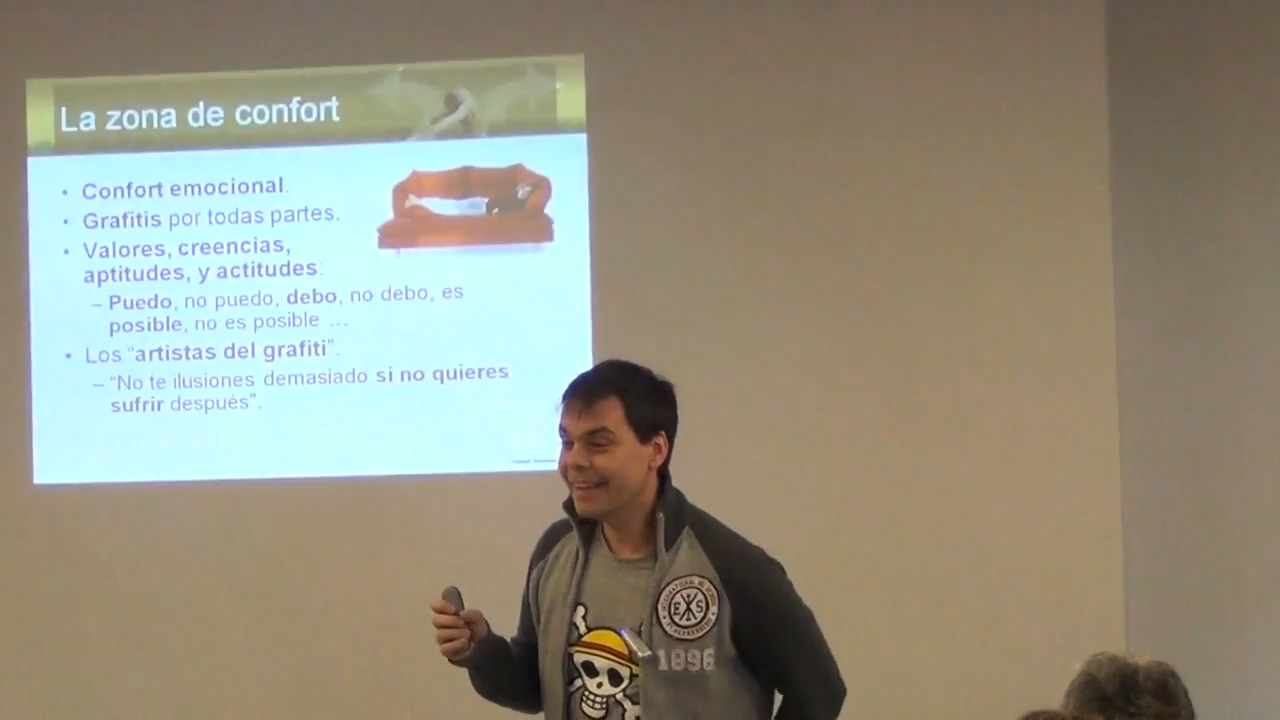 La zona de confort
• Confort emocional.
• Grafitis por todas partes.
• Valores, creencias,
aptitudes, y actitudes:
– Puedo, no puedo, debo, no debo, es
posible, no es posible …
• Los “artistas del grafiti”.
– “No te ilusiones demasiado si no quieres
sufrir después”.
E S
1896